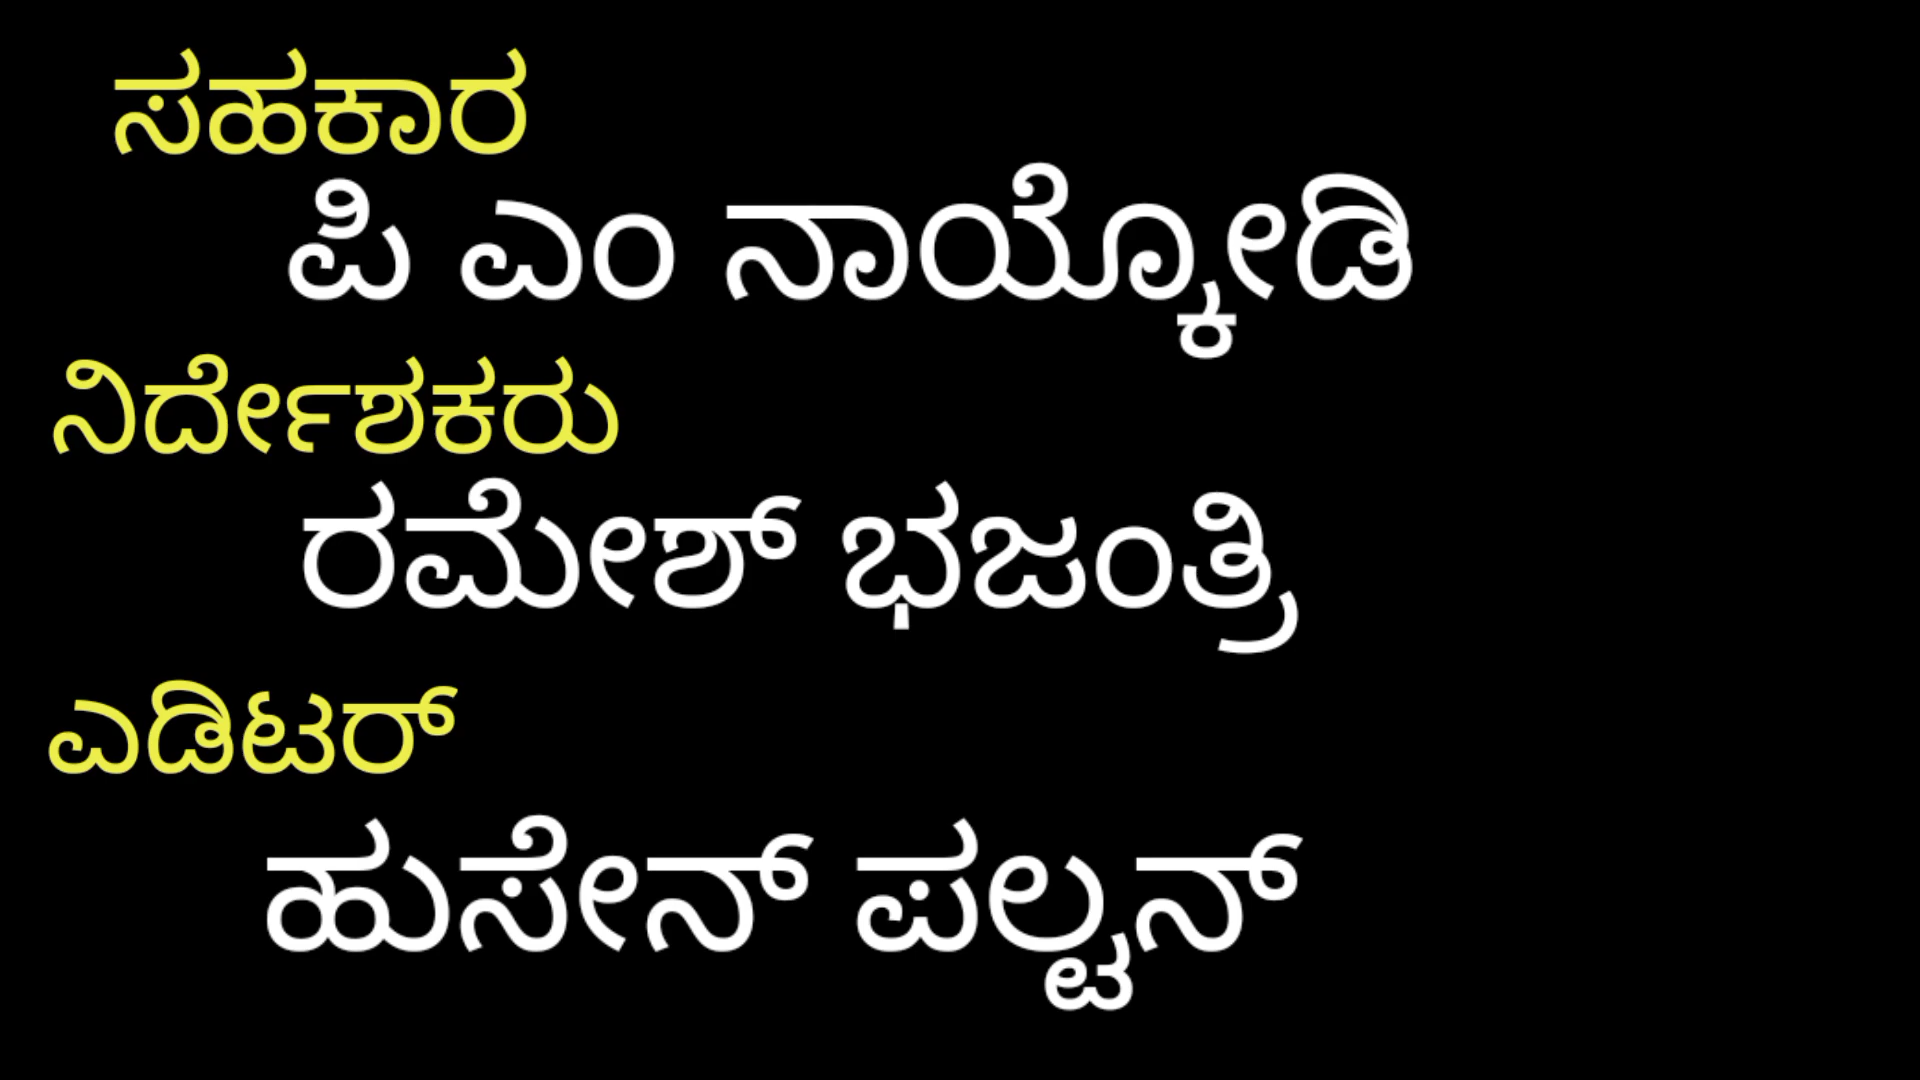 ಸಹಕಾರ
ಪಿ ಎಂ ನಾಯ್ಕೋಡಿ
ನಿರ್ದೇಶಕರು
ರಮೇಶ್ ಭಜಂತ್ರಿ
ಎಡಿಟರ್
ಹುಸೇನ್ ಪಲ್ಟನ್